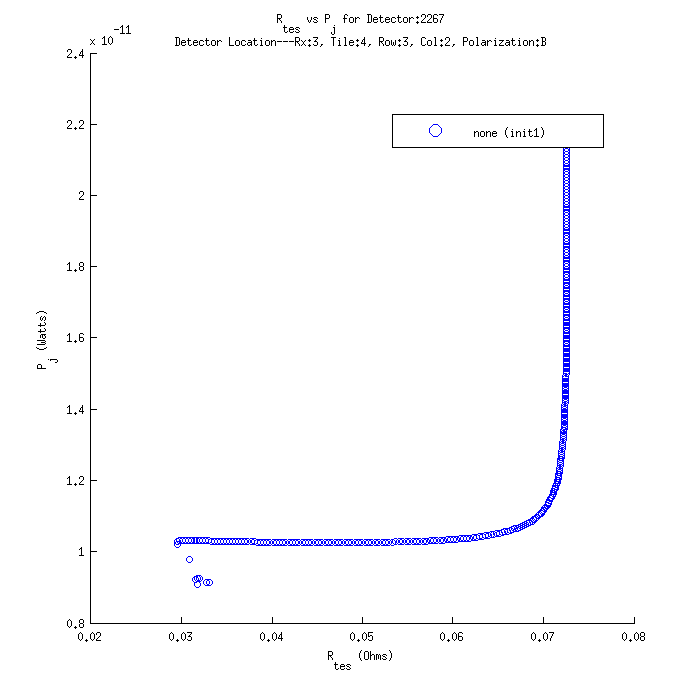 R_tes vs P_j for Detector:2267
Detector Location---Rx:3, Tile:4, Row:3, Col:2, Polarization:B
x 10^-11
2.4
2.2
none (init1)
2
1.8
1.6
P_j (Watts)
1.4
1.2
1
0.8
0.02 0.03 0.04 0.05 0.06 0.07 0.08
R_tes (Ohms)